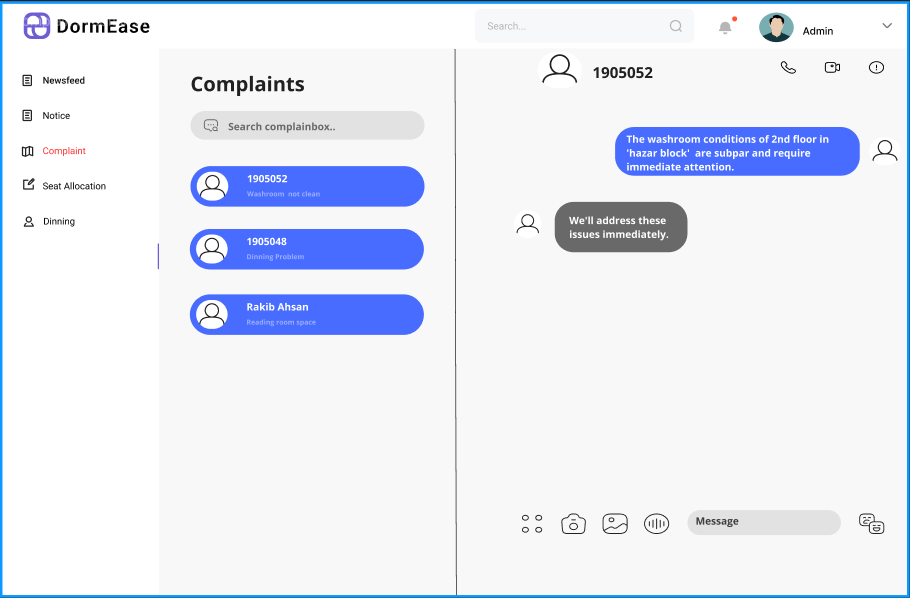 DormEase
Search...
Admin
Newsfeed
Notice
Complaint
Seat Allocation
Dinning
Complaints
Search complainbox..
1905052
Washroom not clean
1905048
Dinning Problem
Rakib Ahsan
Reading room space
1905052
The washroom conditions of 2nd floor in
'hazar block' are subpar and require
immediate attention.
We'll address these
issues immediately.
Message